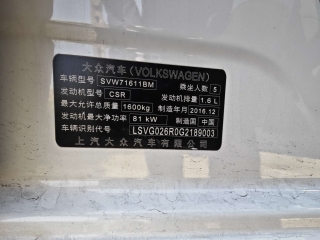 大众汽车(VOLKSWAGEN)
车辆型号 SVW71611BM 乘坐人数 5
发动机型号 CSR 发动机排量 1.6 L
最大允许总质量 1600kg 制造年月 2016.12
发动机最大净功率 81 kW 制造国 中国
车辆识别代号 LSVG026R0G2189003
上汽大众汽车有限公司